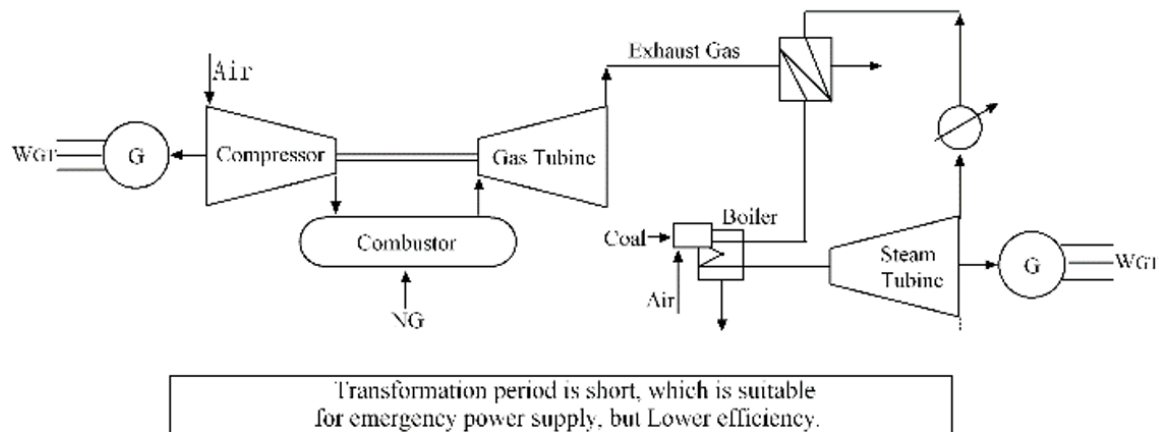 Air
Exhaust Gas
WGT
G
Compressor
Gas Tubine
Combustor
NG
Boiler
Coal
Air
Steam
Tubine
G
WGT
Transformation period is short, which is suitable
for emergency power supply, but Lower efficiency.